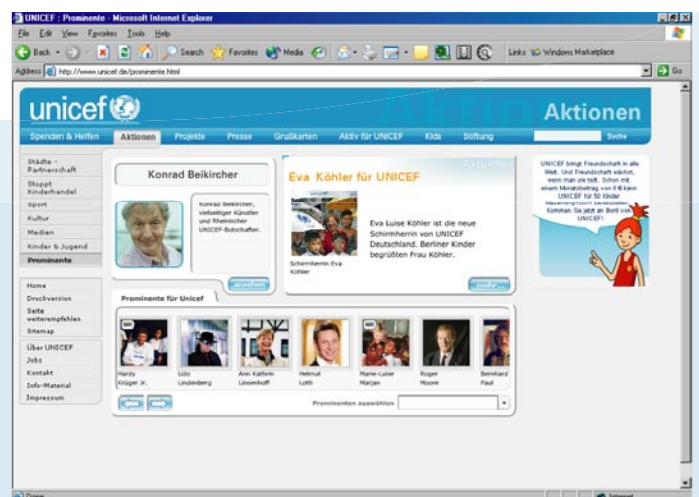 UNICEF : Prominente - Microsoft Internet Explorer
File Edit View Favorites Tools Help
Back Search Favorites Media Links Windows Marketplace
Address http://www.unicef.de/prominente.html Go
unicef
Aktionen
Spenden & Helfen Aktionen Projekte Presse Grußkarten Aktiv für UNICEF Kids Stiftung Suche
Städte -
Partnerschaft
Stoppt
Kinderhandel
Sport
Kultur
Medien
Kinder & Jugend
Prominente
Home
Druckversion
Seite
weiterempfehlen
Sitemap
Über UNICEF
Jobs
Kontakt
Info-Material
Impressum
Konrad Beikircher
Konrad Beikircher,
vielseitiger Künstler
und Rheinischer
UNICEF-Botschafter.
ansehen
Aktuelles
Eva Köhler für UNICEF
Eva Luise Köhler ist die neue
Schirmherrin von UNICEF
Deutschland. Berliner Kinder
begrüßten Frau Köhler.
Schirmherrin Eva
Köhler
mehr...
UNICEF bringt Freundschaft in alle
Welt. Und Freundschaft wächst,
wenn man sie teilt. Schon mit
einem Monatsbeitrag von 5 € kann
UNICEF für 50 Kinder
Kommen Sie jetzt an Bord von
UNICEF!
Prominente für Unicef
Hardy
Krüger Jr.
Udo
Lindenberg
Ann Kathrin
Linsenhoff
Helmut
Lotti
Marie-Luise
Marjan
Roger
Moore
Bernhard
Paul
Prominenten auswählen
Done Internet